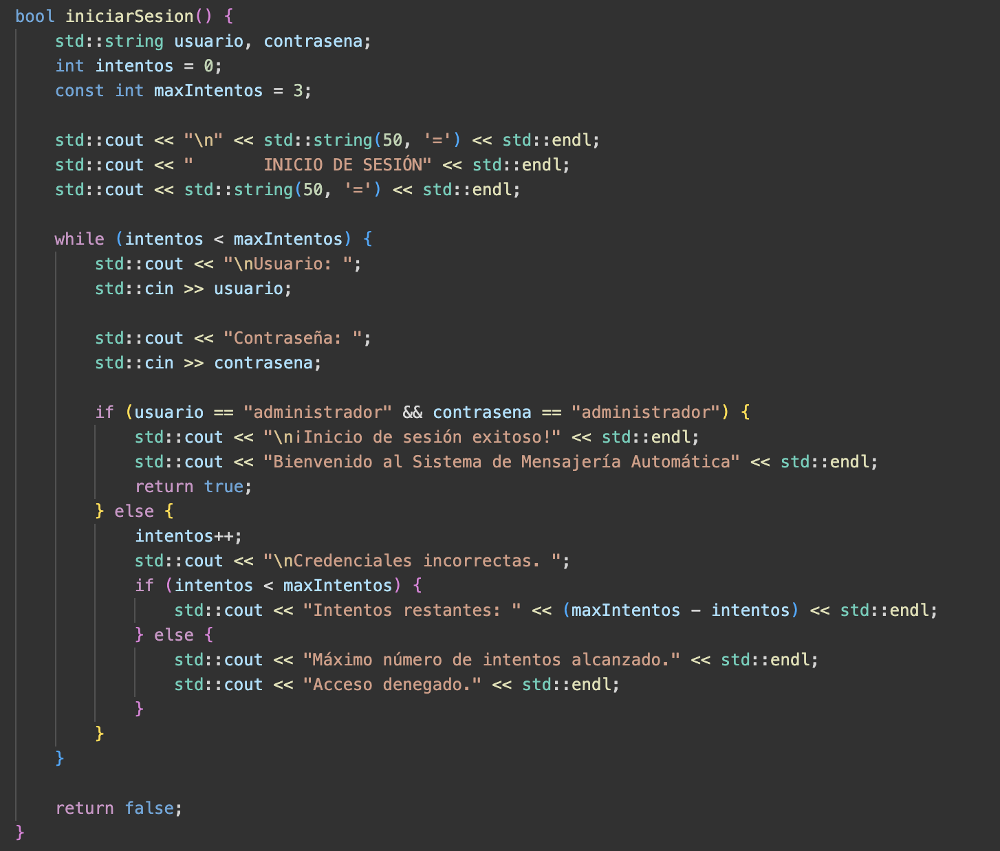 bool iniciarSesion() {
    std::string usuario, contrasena;
    int intentos = 0;
    const int maxIntentos = 3;

    std::cout << "\n" << std::string(50, '=') << std::endl;
    std::cout << "       INICIO DE SESIÓN" << std::endl;
    std::cout << std::string(50, '=') << std::endl;

    while (intentos < maxIntentos) {
        std::cout << "\nUsuario: ";
        std::cin >> usuario;

        std::cout << "Contraseña: ";
        std::cin >> contrasena;

        if (usuario == "administrador" && contrasena == "administrador") {
            std::cout << "\n¡Inicio de sesión exitoso!" << std::endl;
            std::cout << "Bienvenido al Sistema de Mensajería Automática" << std::endl;
            return true;
        } else {
            intentos++;
            std::cout << "\nCredenciales incorrectas. ";
            if (intentos < maxIntentos) {
                std::cout << "Intentos restantes: " << (maxIntentos - intentos) << std::endl;
            } else {
                std::cout << "Máximo número de intentos alcanzado." << std::endl;
                std::cout << "Acceso denegado." << std::endl;
            }
        }
    }

    return false;
}